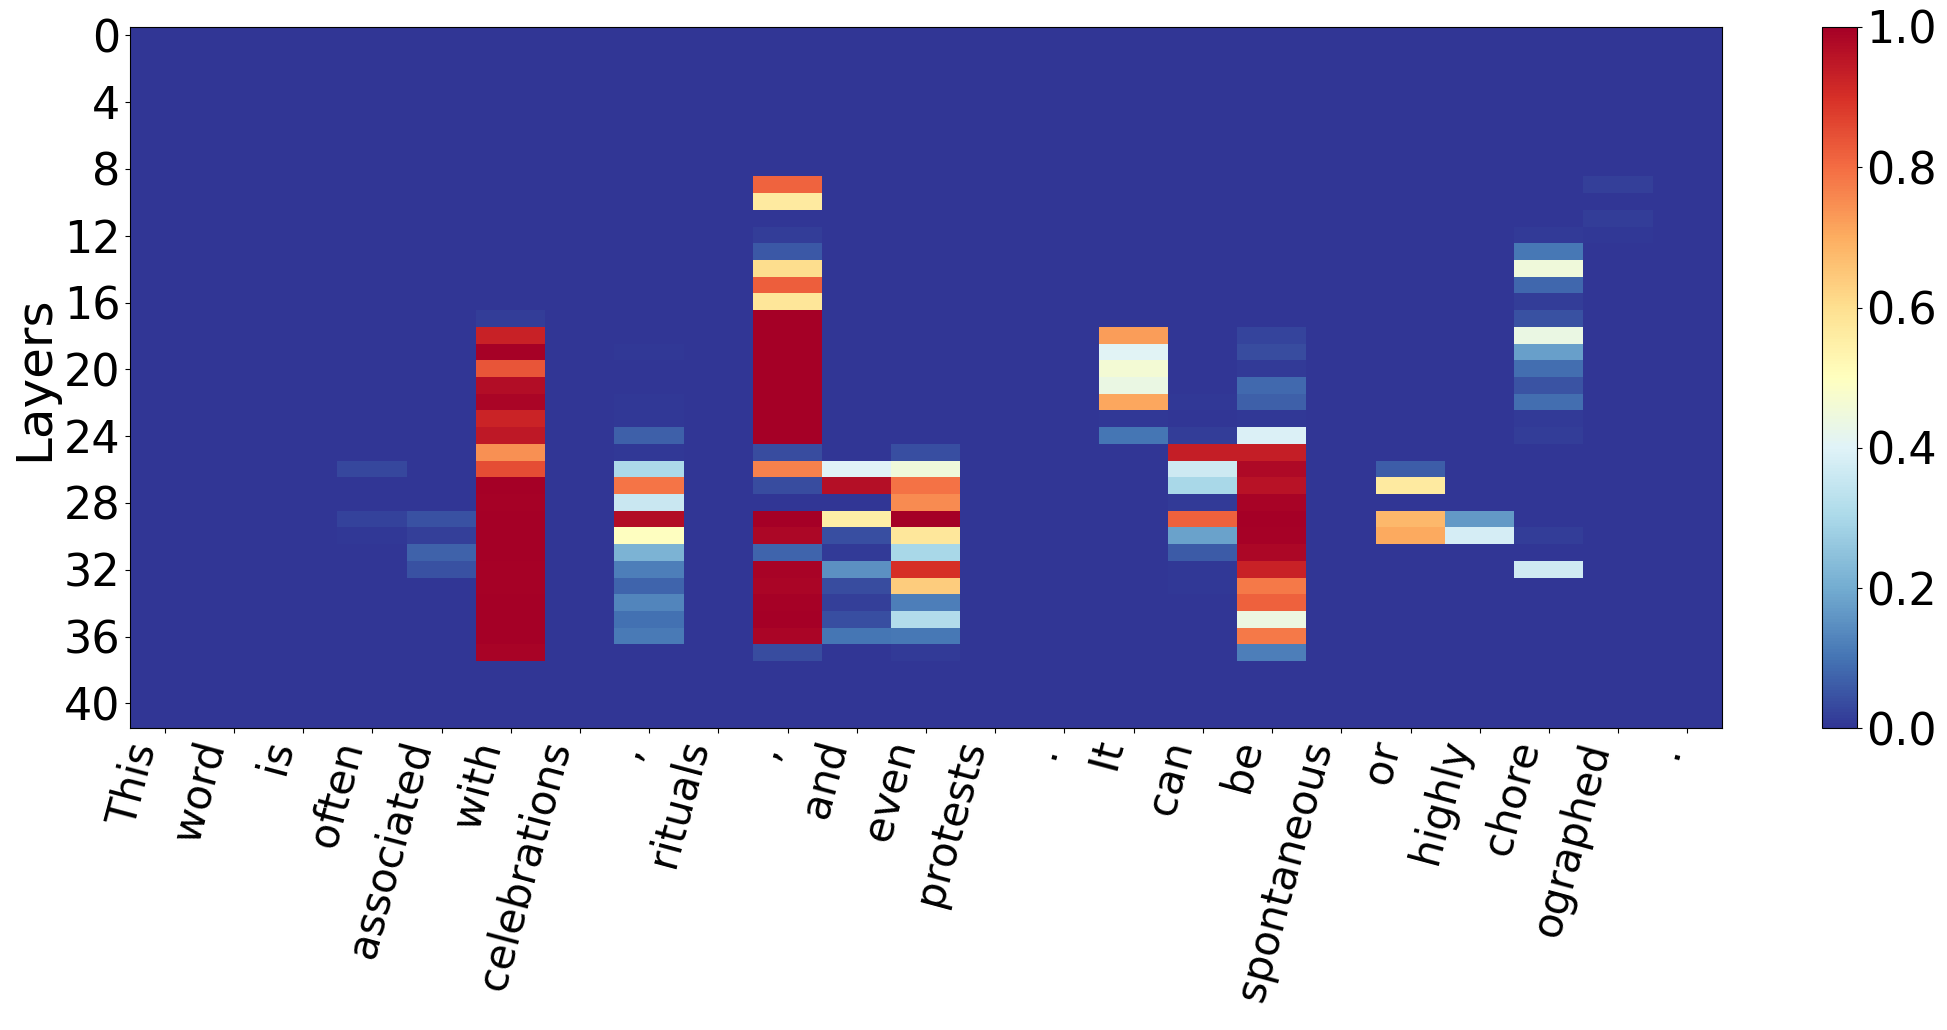 0
4
8
12
16
20
24
28
32
36
40
Layers
This
word
is
often
associated
with
celebrations
,
rituals
,
and
even
protests
.
It
can
be
spontaneous
or
highly
chore
ographed
.
1.0
0.8
0.6
0.4
0.2
0.0